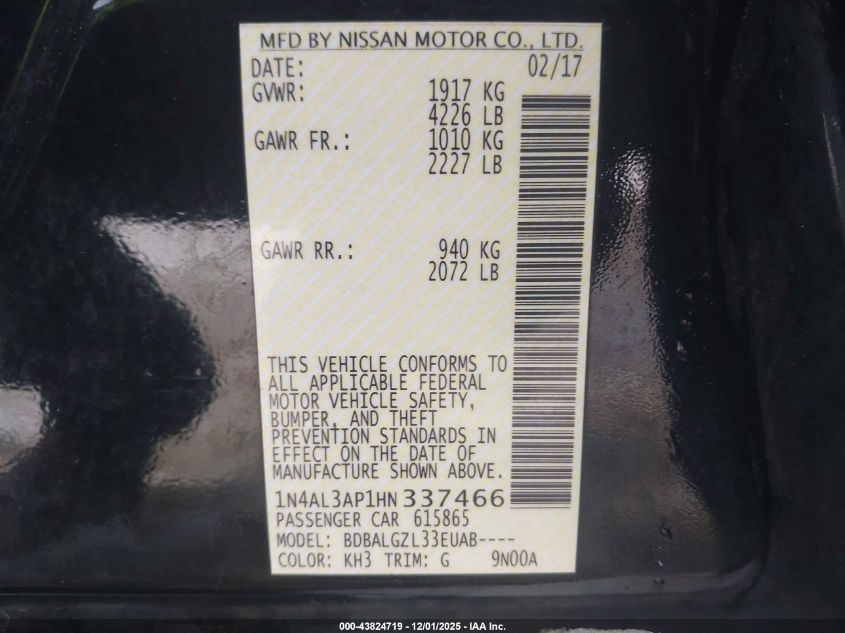 MFD BY NISSAN MOTOR CO., LTD.
DATE: 02/17
GVWR: 1917 KG
4226 LB
GAWR FR.: 1010 KG
2227 LB
GAWR RR.: 940 KG
2072 LB
THIS VEHICLE CONFORMS TO
ALL APPLICABLE FEDERAL
MOTOR VEHICLE SAFETY,
BUMPER, AND THEFT
PREVENTION STANDARDS IN
EFFECT ON THE DATE OF
MANUFACTURE SHOWN ABOVE.
1N4AL3AP1HN 337466
PASSENGER CAR 615865
MODEL: BDBALGZL33EUAB----
COLOR: KH3 TRIM: G 9N00A
000-43824719 - 12/01/2025 - IAA Inc.